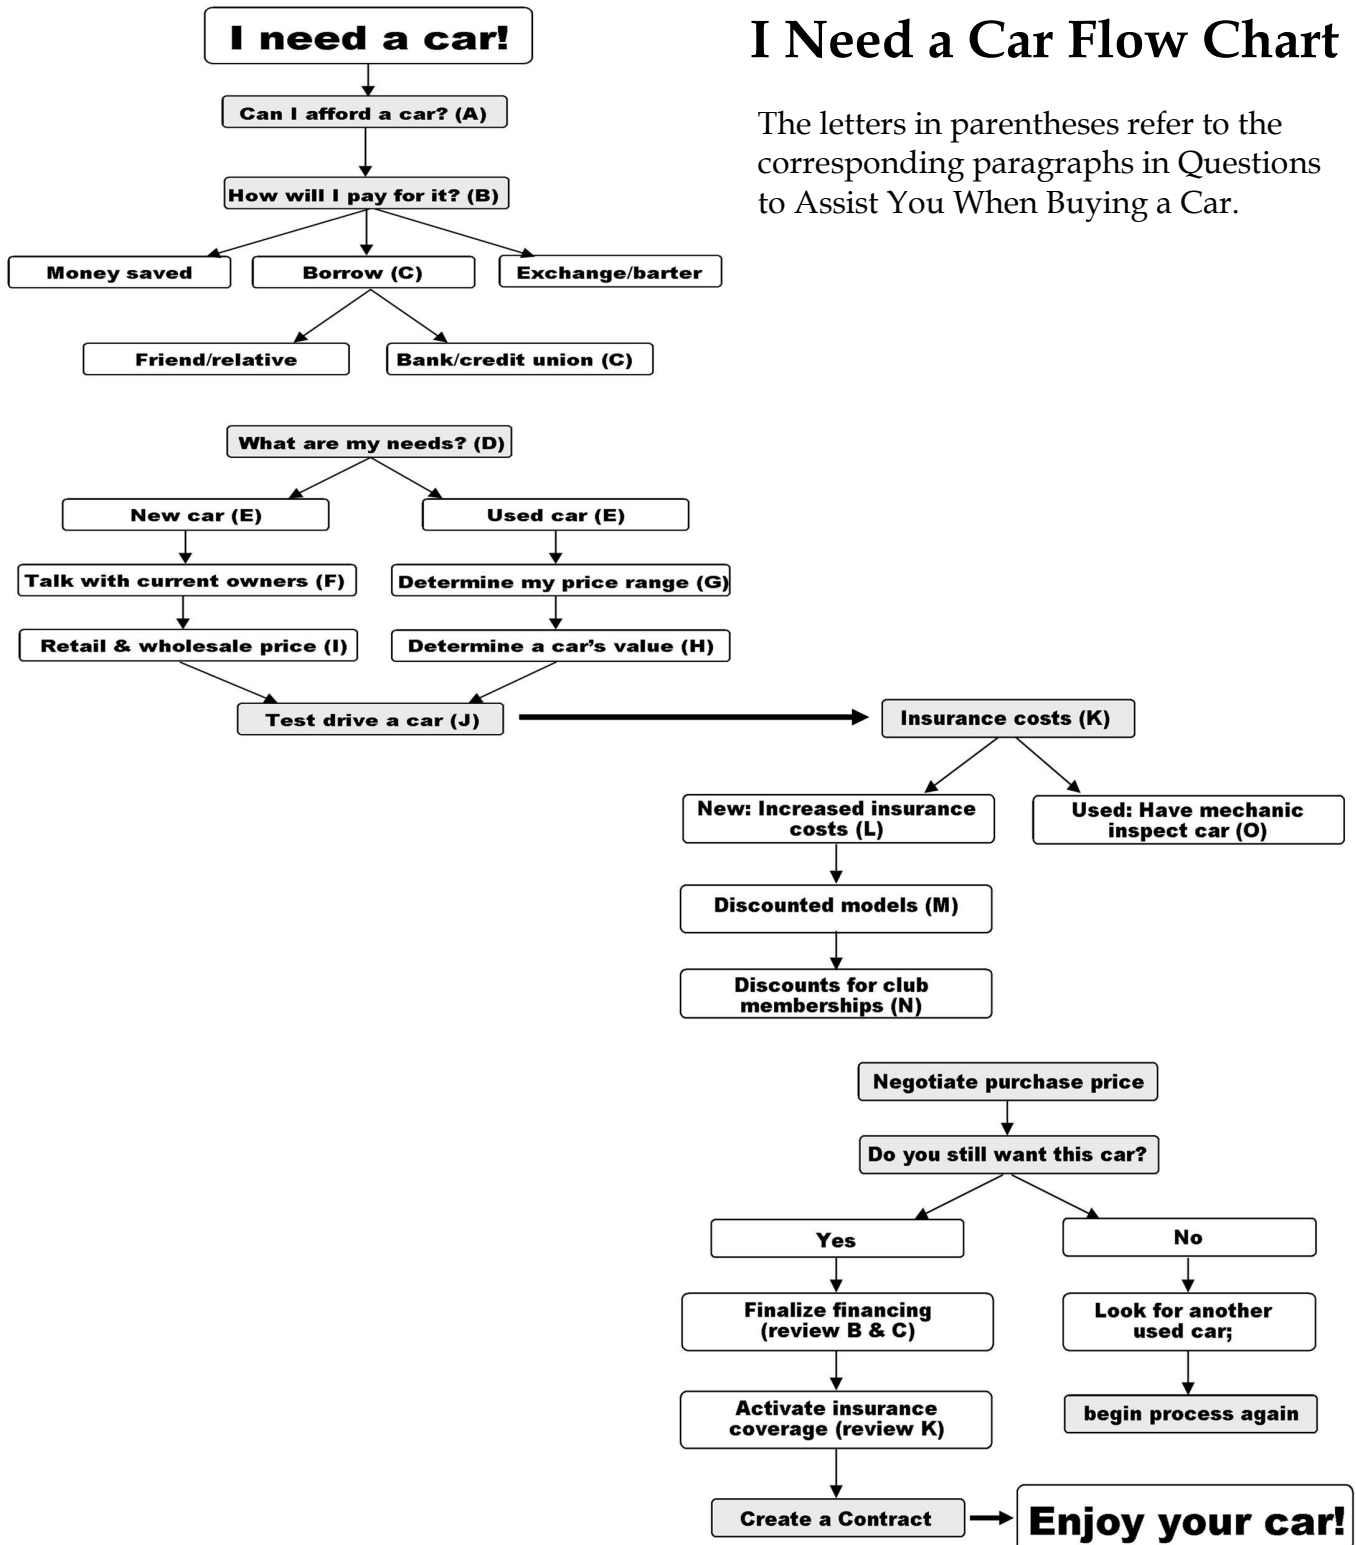 I need a car!
I Need a Car Flow Chart
The letters in parentheses refer to the
corresponding paragraphs in Questions
to Assist You When Buying a Car.
Can I afford a car? (A)
How will I pay for it? (B)
Money saved
Borrow (C)
Exchange/barter
Friend/relative
Bank/credit union (C)
What are my needs? (D)
New car (E)
Used car (E)
Talk with current owners (F)
Determine my price range (G)
Retail & wholesale price (I)
Determine a car's value (H)
Test drive a car (J)
Insurance costs (K)
New: Increased insurance
costs (L)
Used: Have mechanic
inspect car (O)
Discounted models (M)
Discounts for club
memberships (N)
Negotiate purchase price
Do you still want this car?
Yes
No
Finalize financing
(review B & C)
Look for another
used car;
Activate insurance
coverage (review K)
begin process again
Create a Contract
Enjoy your car!